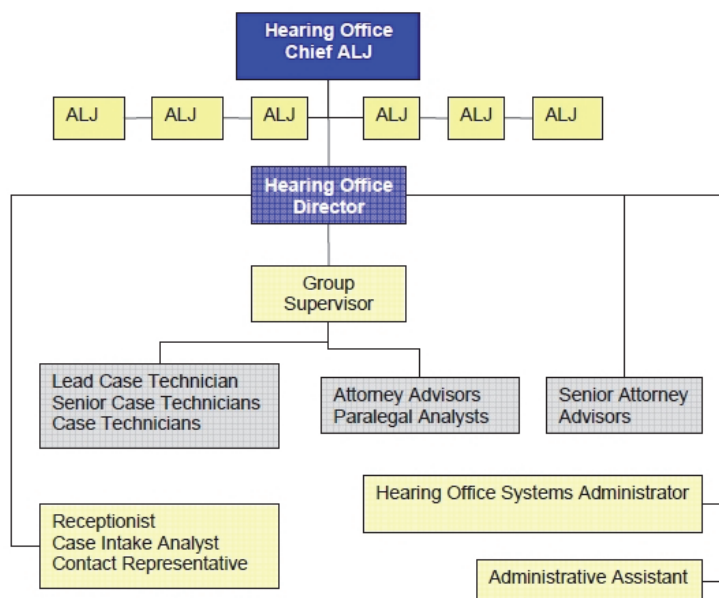 Hearing Office
Chief ALJ
ALJ
ALJ
ALJ
ALJ
ALJ
ALJ
Hearing Office
Director
Group
Supervisor
Lead Case Technician
Senior Case Technicians
Case Technicians
Attorney Advisors
Paralegal Analysts
Senior Attorney
Advisors
Hearing Office Systems Administrator
Receptionist
Case Intake Analyst
Contact Representative
Administrative Assistant